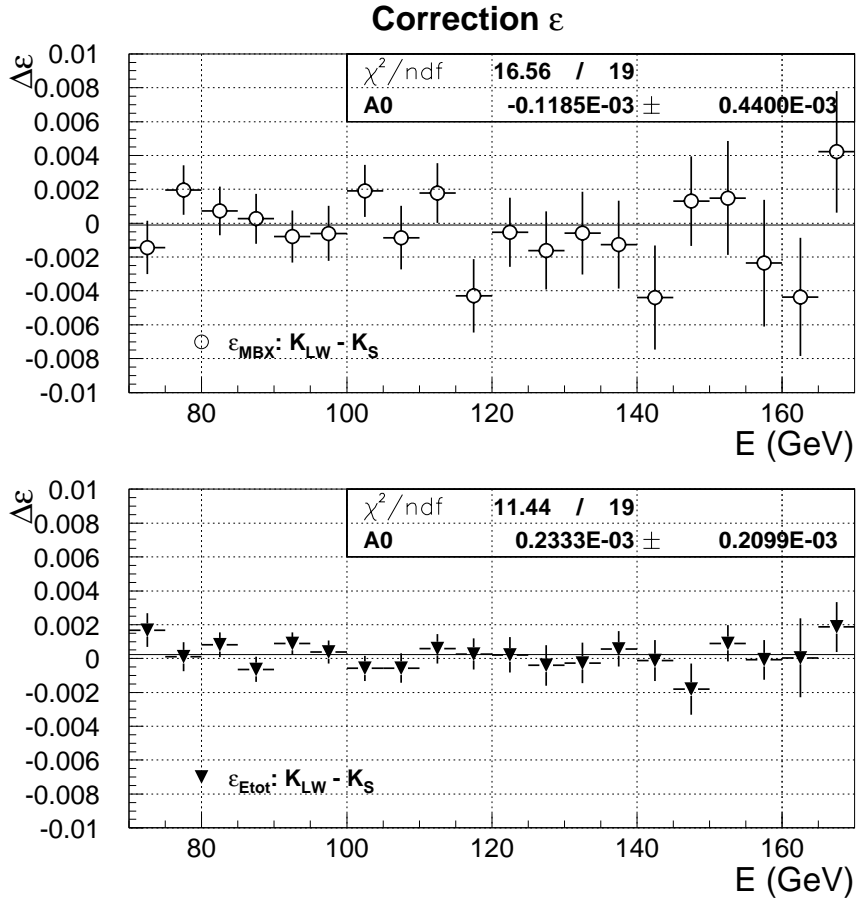 Correction ε
Δε
0.01
0.008
0.006
0.004
0.002
0
-0.002
-0.004
-0.006
-0.008
-0.01
χ²/ndf 16.56 / 19
A0 -0.1185E-03 ± 0.4400E-03
ε_MBX: K_LW - K_S
80 100 120 140 160
E (GeV)
Δε
0.01
0.008
0.006
0.004
0.002
0
-0.002
-0.004
-0.006
-0.008
-0.01
χ²/ndf 11.44 / 19
A0 0.2333E-03 ± 0.2099E-03
ε_Etot: K_LW - K_S
80 100 120 140 160
E (GeV)